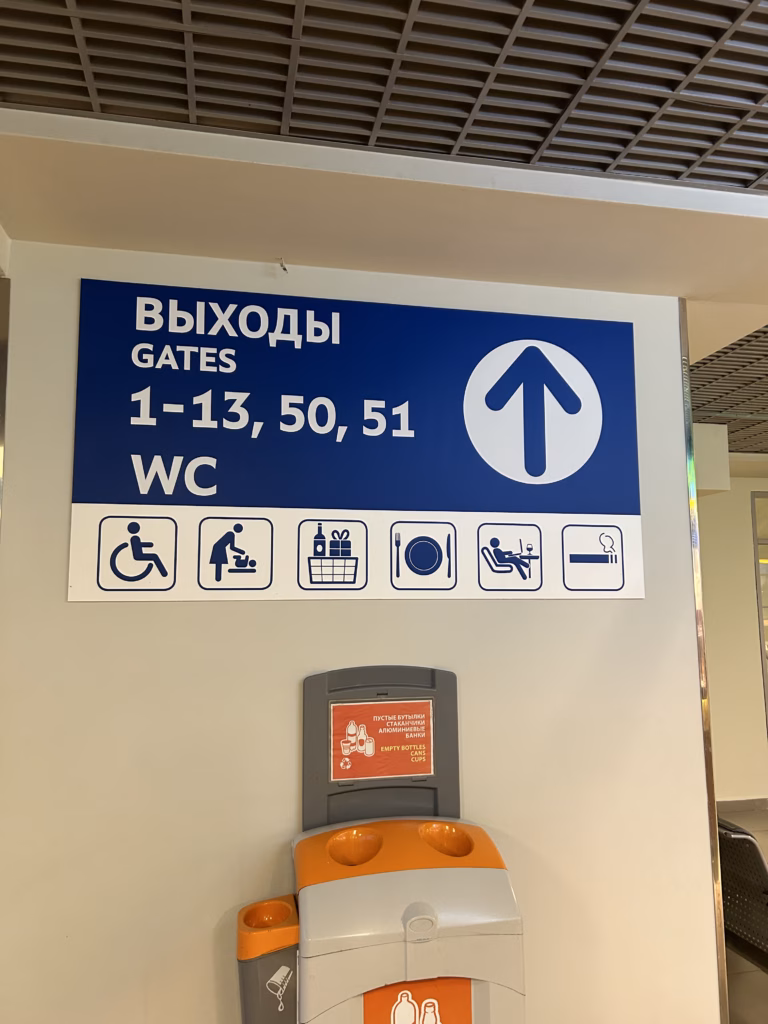 ВЫХОДЫ
GATES
1-13, 50, 51
WC
ПУСТЫЕ БУТЫЛКИ
СТАКАНЧИКИ
АЛЮМИНИЕВЫЕ
БАНКИ
EMPTY BOTTLES
CANS
CUPS